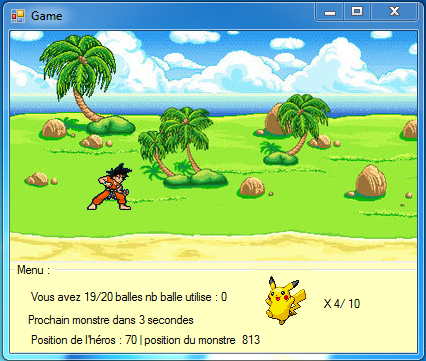 Game
Menu :
Vous avez 19/20 balles nb balle utilise : 0
X 4/ 10
Prochain monstre dans 3 secondes
Position de l'héros : 70 | position du monstre 813